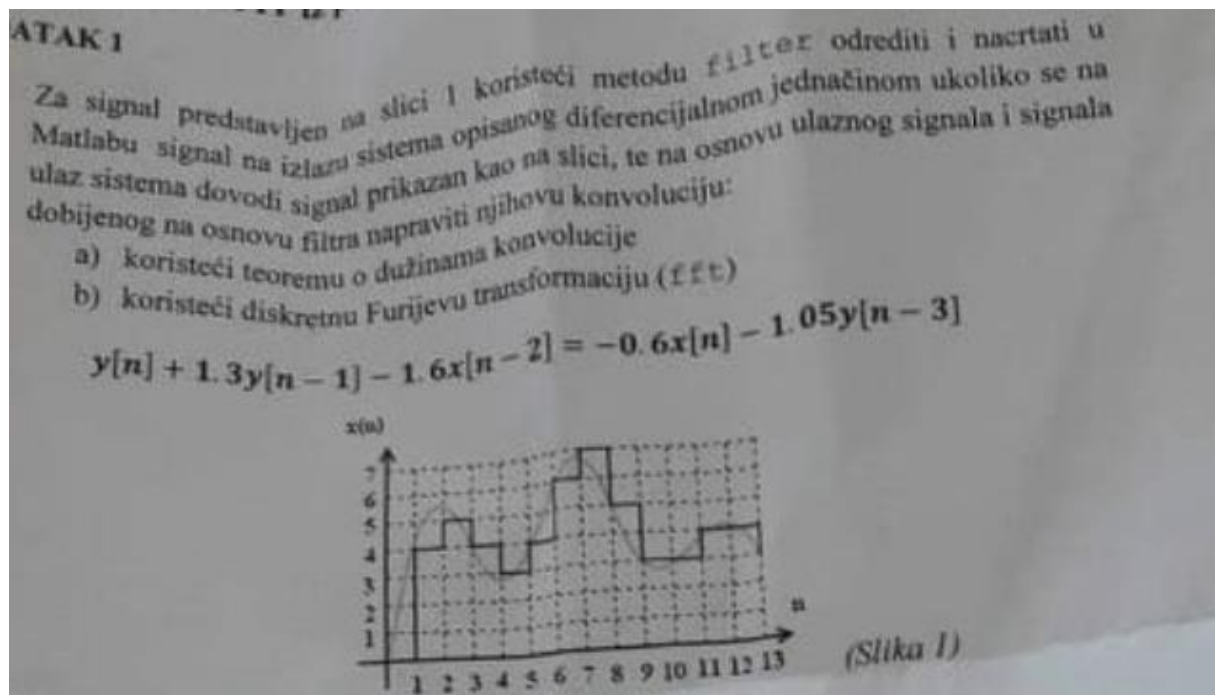 ATAK 1
Za signal predstavljen na slici 1 koristeći metodu filter odrediti i nacrtati u
Matlabu signal na izlazu sistema opisanog diferencijalnom jednačinom ukoliko se na
ulaz sistema dovodi signal prikazan kao na slici, te na osnovu ulaznog signala i signala
dobijenog na osnovu filtra napraviti njihovu konvoluciju:
a) koristeći teoremu o dužinama konvolucije
b) koristeći diskretnu Furijevu transformaciju (fft)
y[n] + 1.3y[n − 1] − 1.6x[n − 2] = −0.6x[n] − 1.05y[n − 3]
x(n)
7
6
5
4
3
2
1
n
1 2 3 4 5 6 7 8 9 10 11 12 13
(Slika 1)